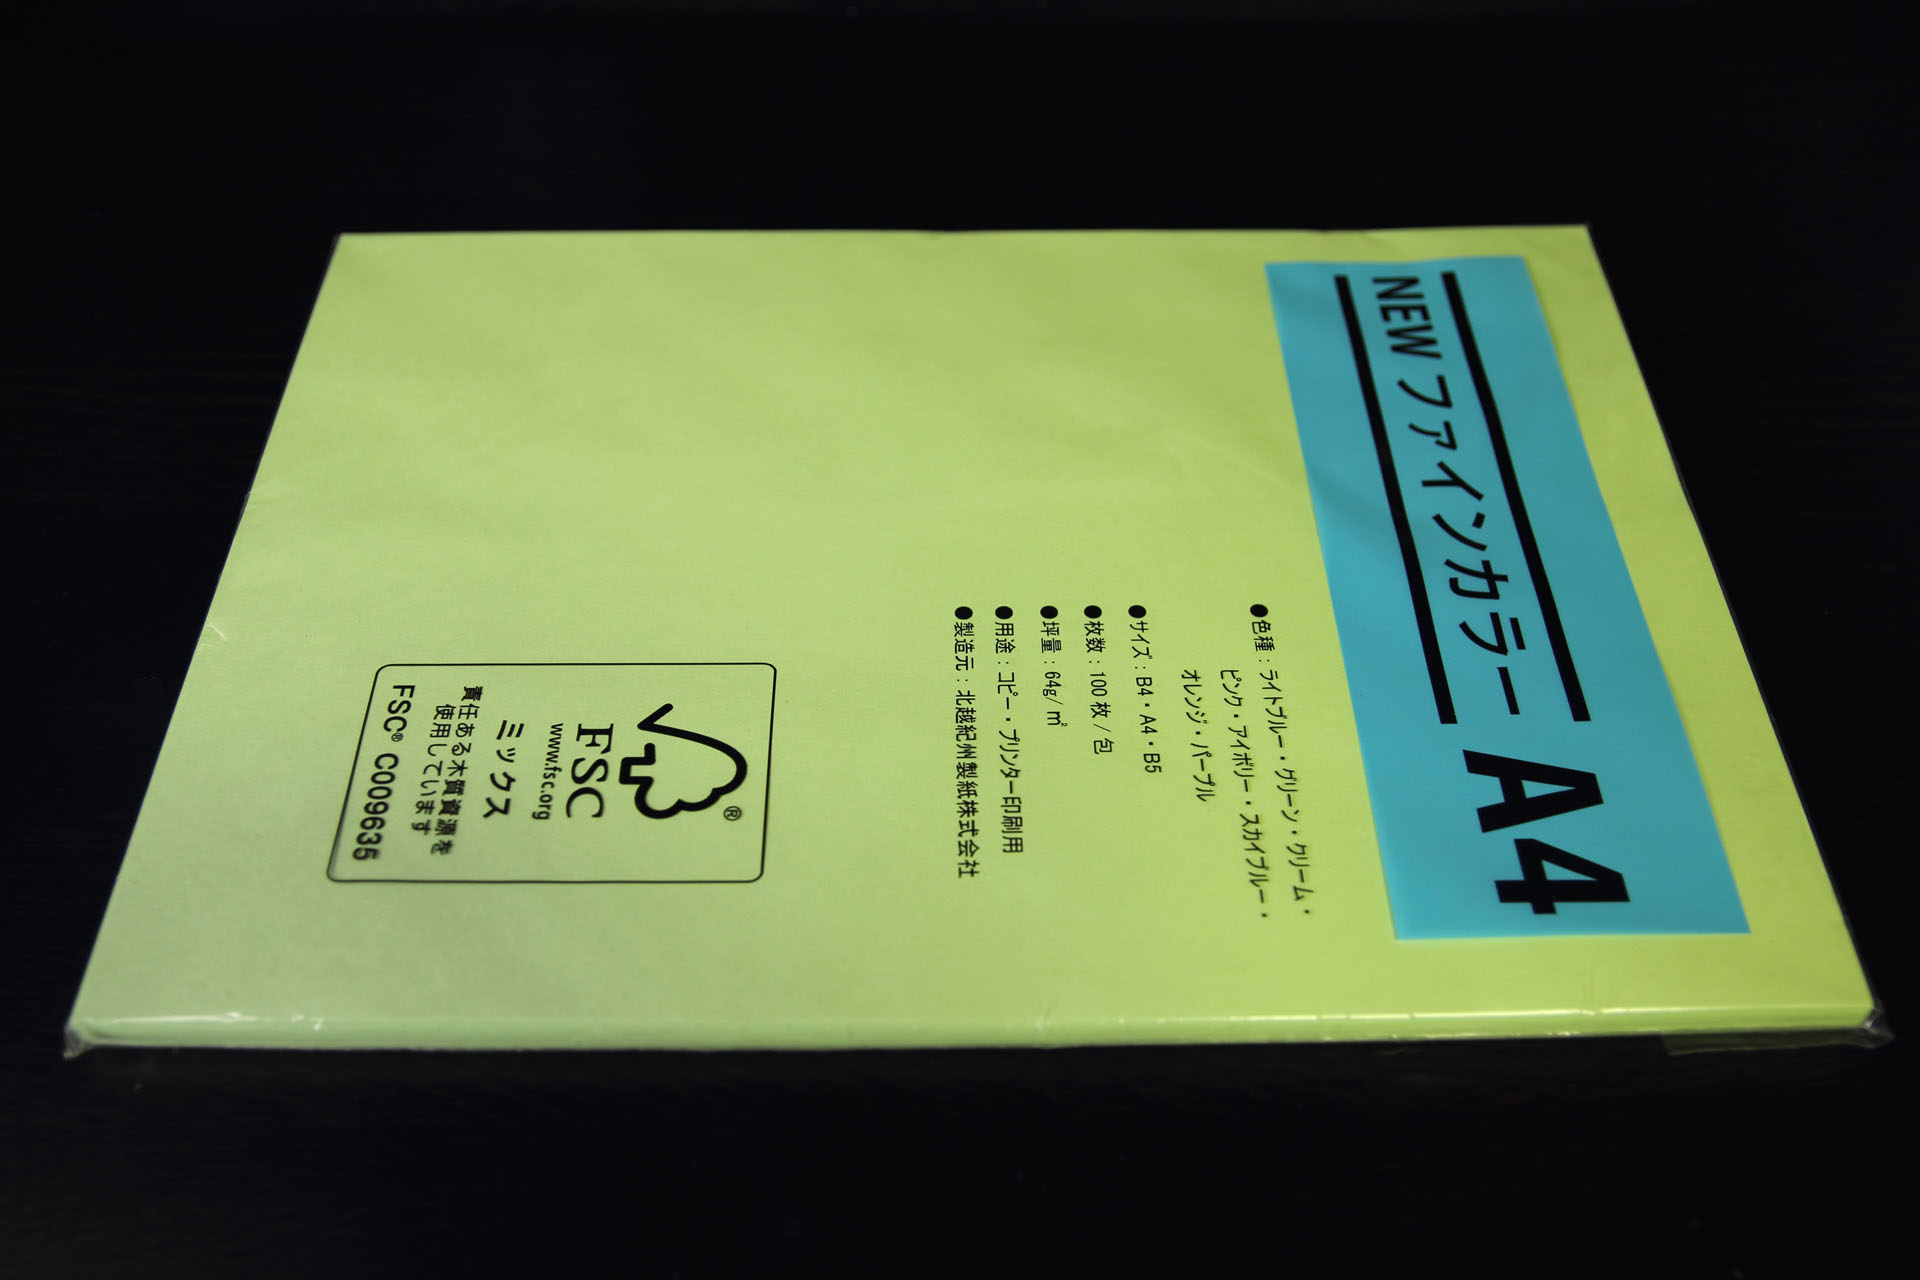 NEW ファインカラー A4
●色種：ライトブルー・グリーン・クリーム・
ピンク・アイボリー・スカイブルー・
オレンジ・パープル
●サイズ：B4・A4・B5
●枚数：100枚/包
●坪量：64g/㎡
●用途：コピー・プリンター印刷用
●製造元：北越紀州製紙株式会社
®
FSC
www.fsc.org
ミックス
責任ある木質資源を
使用しています
FSC® C009635